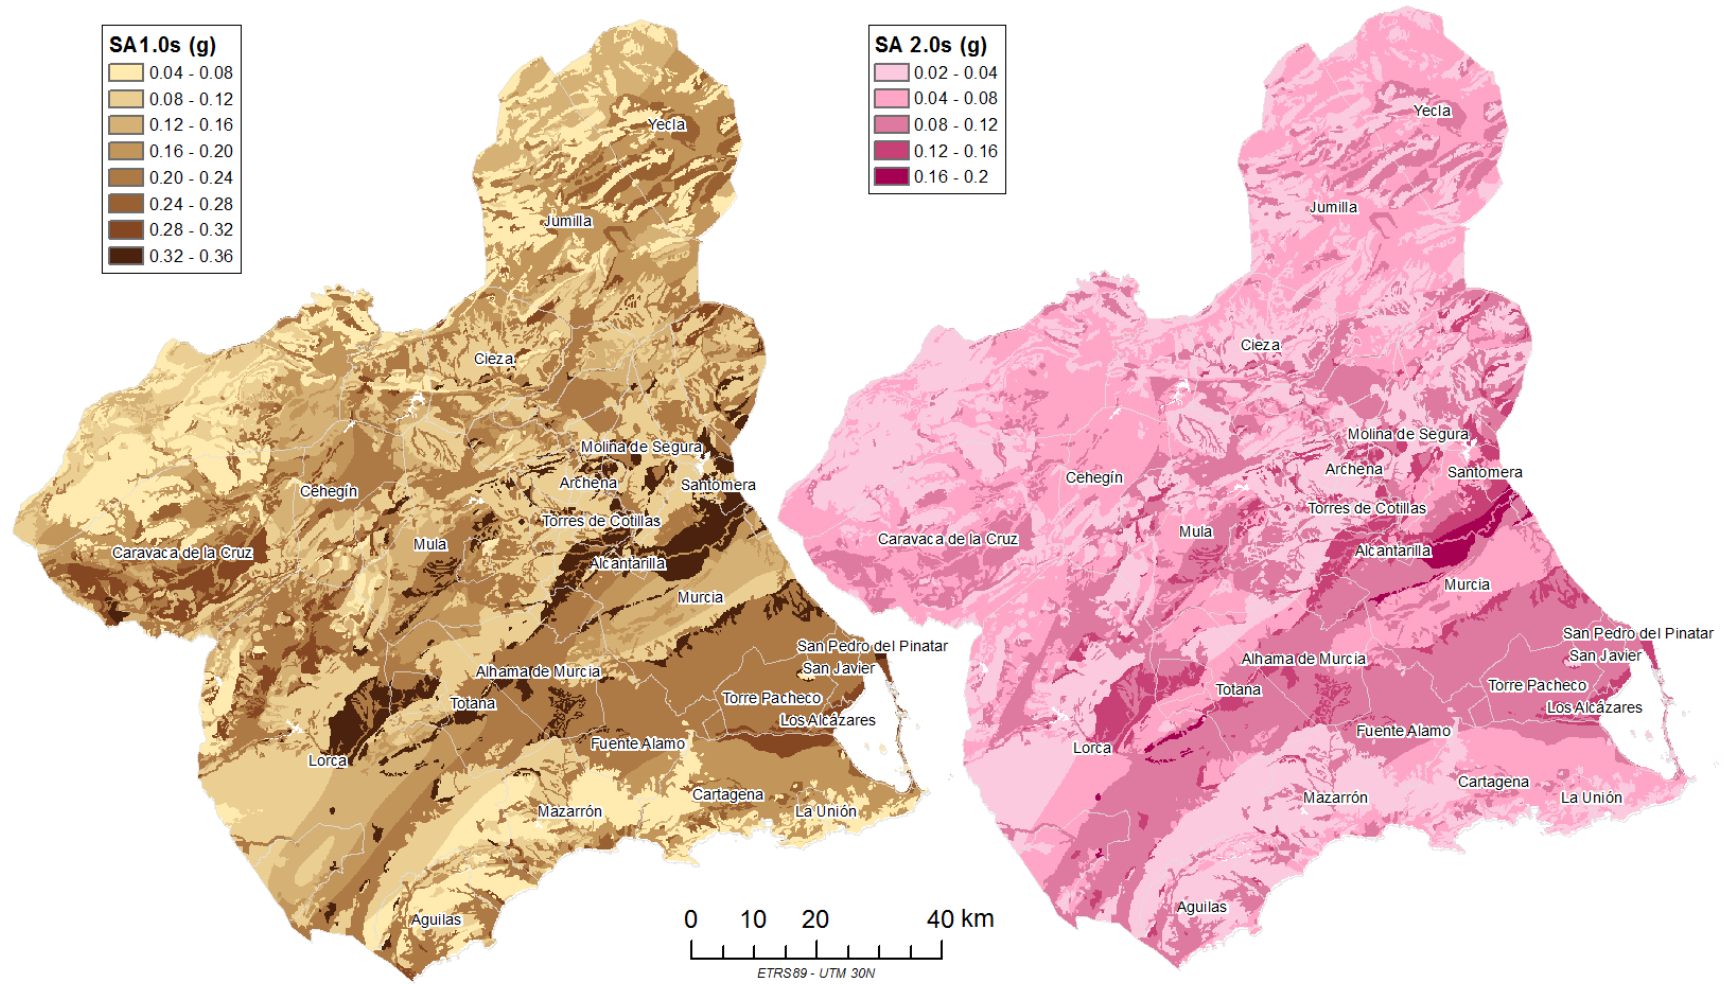 SA1.0s (g)
0.04 - 0.08
0.08 - 0.12
0.12 - 0.16
0.16 - 0.20
0.20 - 0.24
0.24 - 0.28
0.28 - 0.32
0.32 - 0.36
Yecla
Jumilla
Cieza
Molina de Segura
Archena
Santomera
Cehegín
Torres de Cotillas
Mula
Caravaca de la Cruz
Alcantarilla
Murcia
San Pedro del Pinatar
San Javier
Alhama de Murcia
Torre Pacheco
Totana
Los Alcázares
Fuente Alamo
Lorca
Cartagena
La Unión
Mazarrón
Aguilas
SA 2.0s (g)
0.02 - 0.04
0.04 - 0.08
0.08 - 0.12
0.12 - 0.16
0.16 - 0.2
Yecla
Jumilla
Cieza
Molina de Segura
Archena
Santomera
Cehegín
Torres de Cotillas
Mula
Caravaca de la Cruz
Alcantarilla
Murcia
San Pedro del Pinatar
San Javier
Alhama de Murcia
Torre Pacheco
Totana
Los Alcázares
Fuente Alamo
Lorca
Cartagena
La Unión
Mazarrón
Aguilas
0 10 20 40 km
ETRS89 - UTM 30N